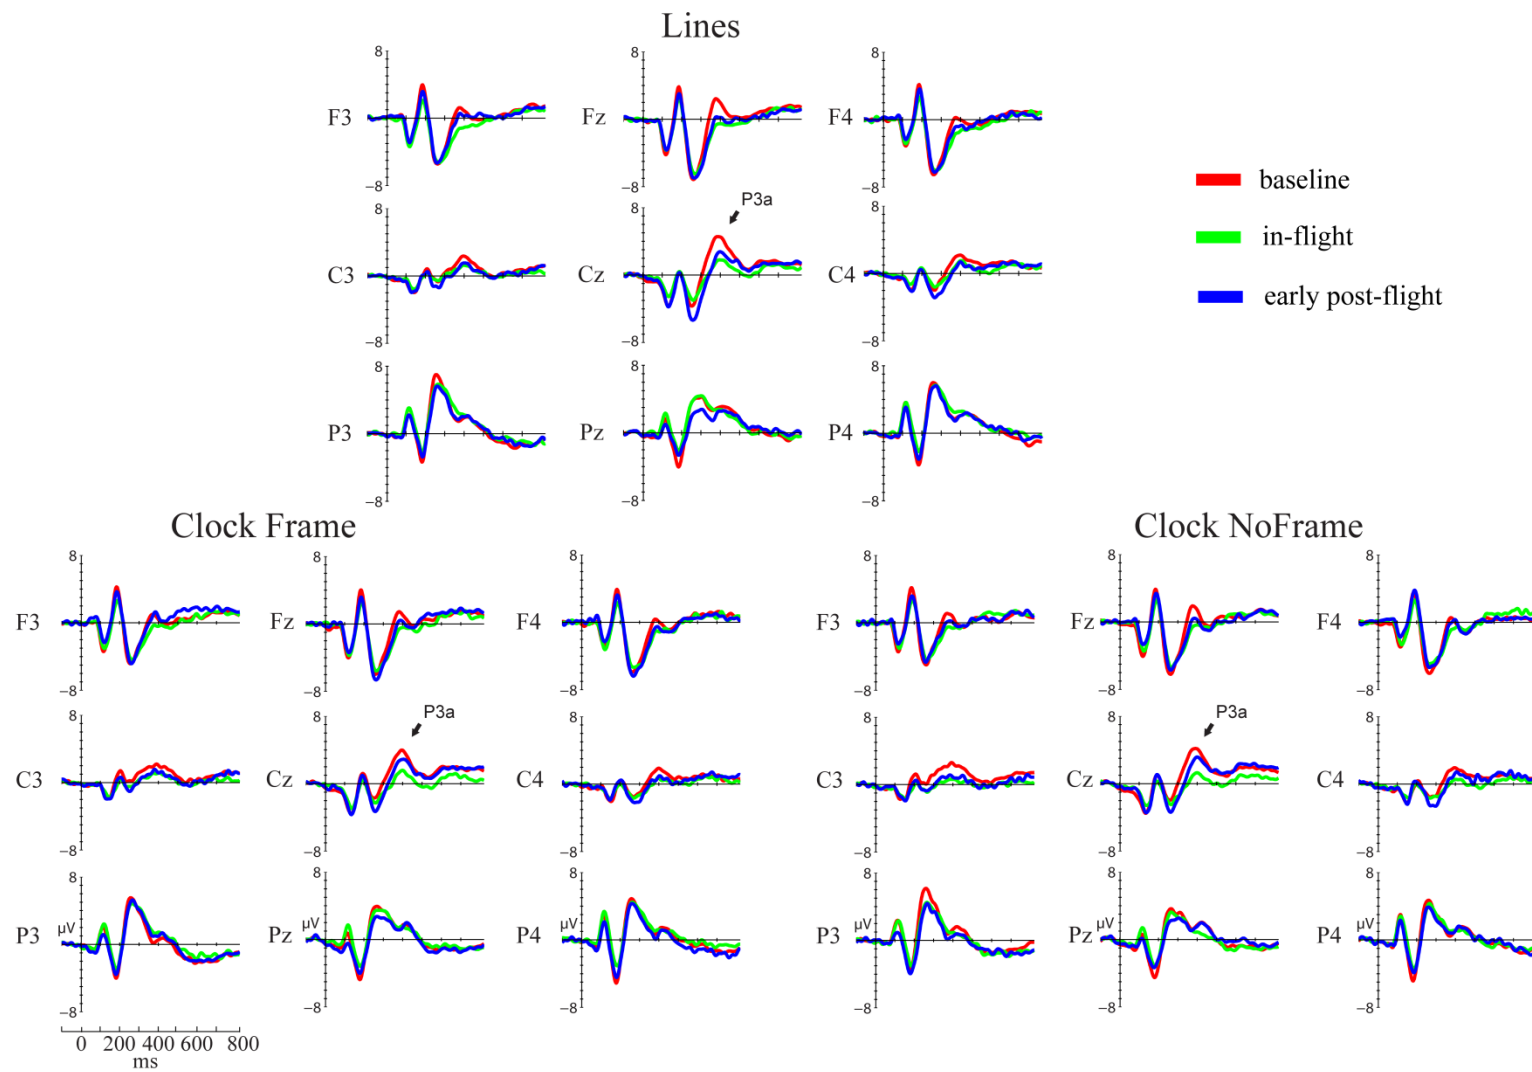 Lines
8 8 8
F3 Fz F4
−8 −8 −8
baseline
P3a
8 8 8
in-flight
C3 Cz C4
early post-flight
−8 −8 −8
8 8 8
P3 Pz P4
−8 −8 −8
Clock Frame Clock NoFrame
8 8 8 8 8 8
F3 Fz F4 F3 Fz F4
−8 −8 −8 −8 −8 −8
P3a P3a
8 8 8 8 8 8
C3 Cz C4 C3 Cz C4
−8 −8 −8 −8 −8 −8
8 8 8 8 8 8
μV μV μV μV μV μV
P3 Pz P4 P3 Pz P4
−8 −8 −8 −8 −8 −8
0 200 400 600 800
ms